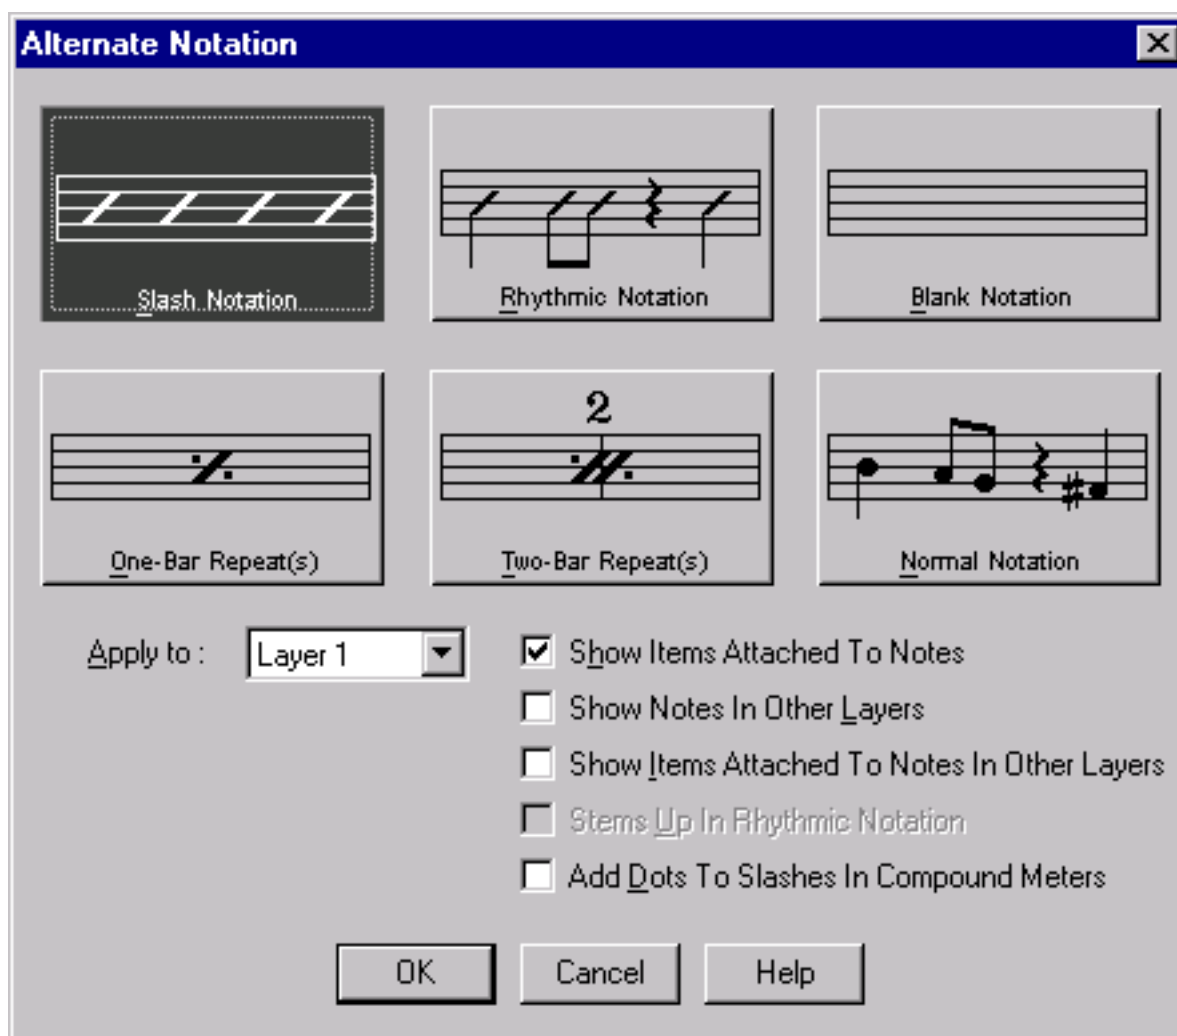 Alternate Notation
Slash Notation
Rhythmic Notation
Blank Notation
2
One-Bar Repeat(s)
Two-Bar Repeat(s)
Normal Notation
Apply to :
Layer 1
Show Items Attached To Notes
Show Notes In Other Layers
Show Items Attached To Notes In Other Layers
Stems Up In Rhythmic Notation
Add Dots To Slashes In Compound Meters
OK
Cancel
Help